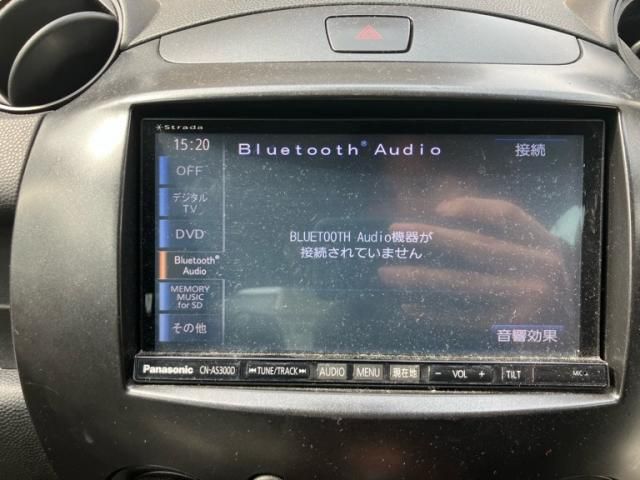 Strada
15:20
Bluetooth® Audio
接続
OFF
デジタル
TV
DVD
Bluetooth®
Audio
MEMORY
MUSIC
for SD
その他
BLUETOOTH Audio機器が
接続されていません
音響効果
Panasonic CN-AS300D TUNE/TRACK AUDIO MENU 現在地 − VOL + TILT MIC